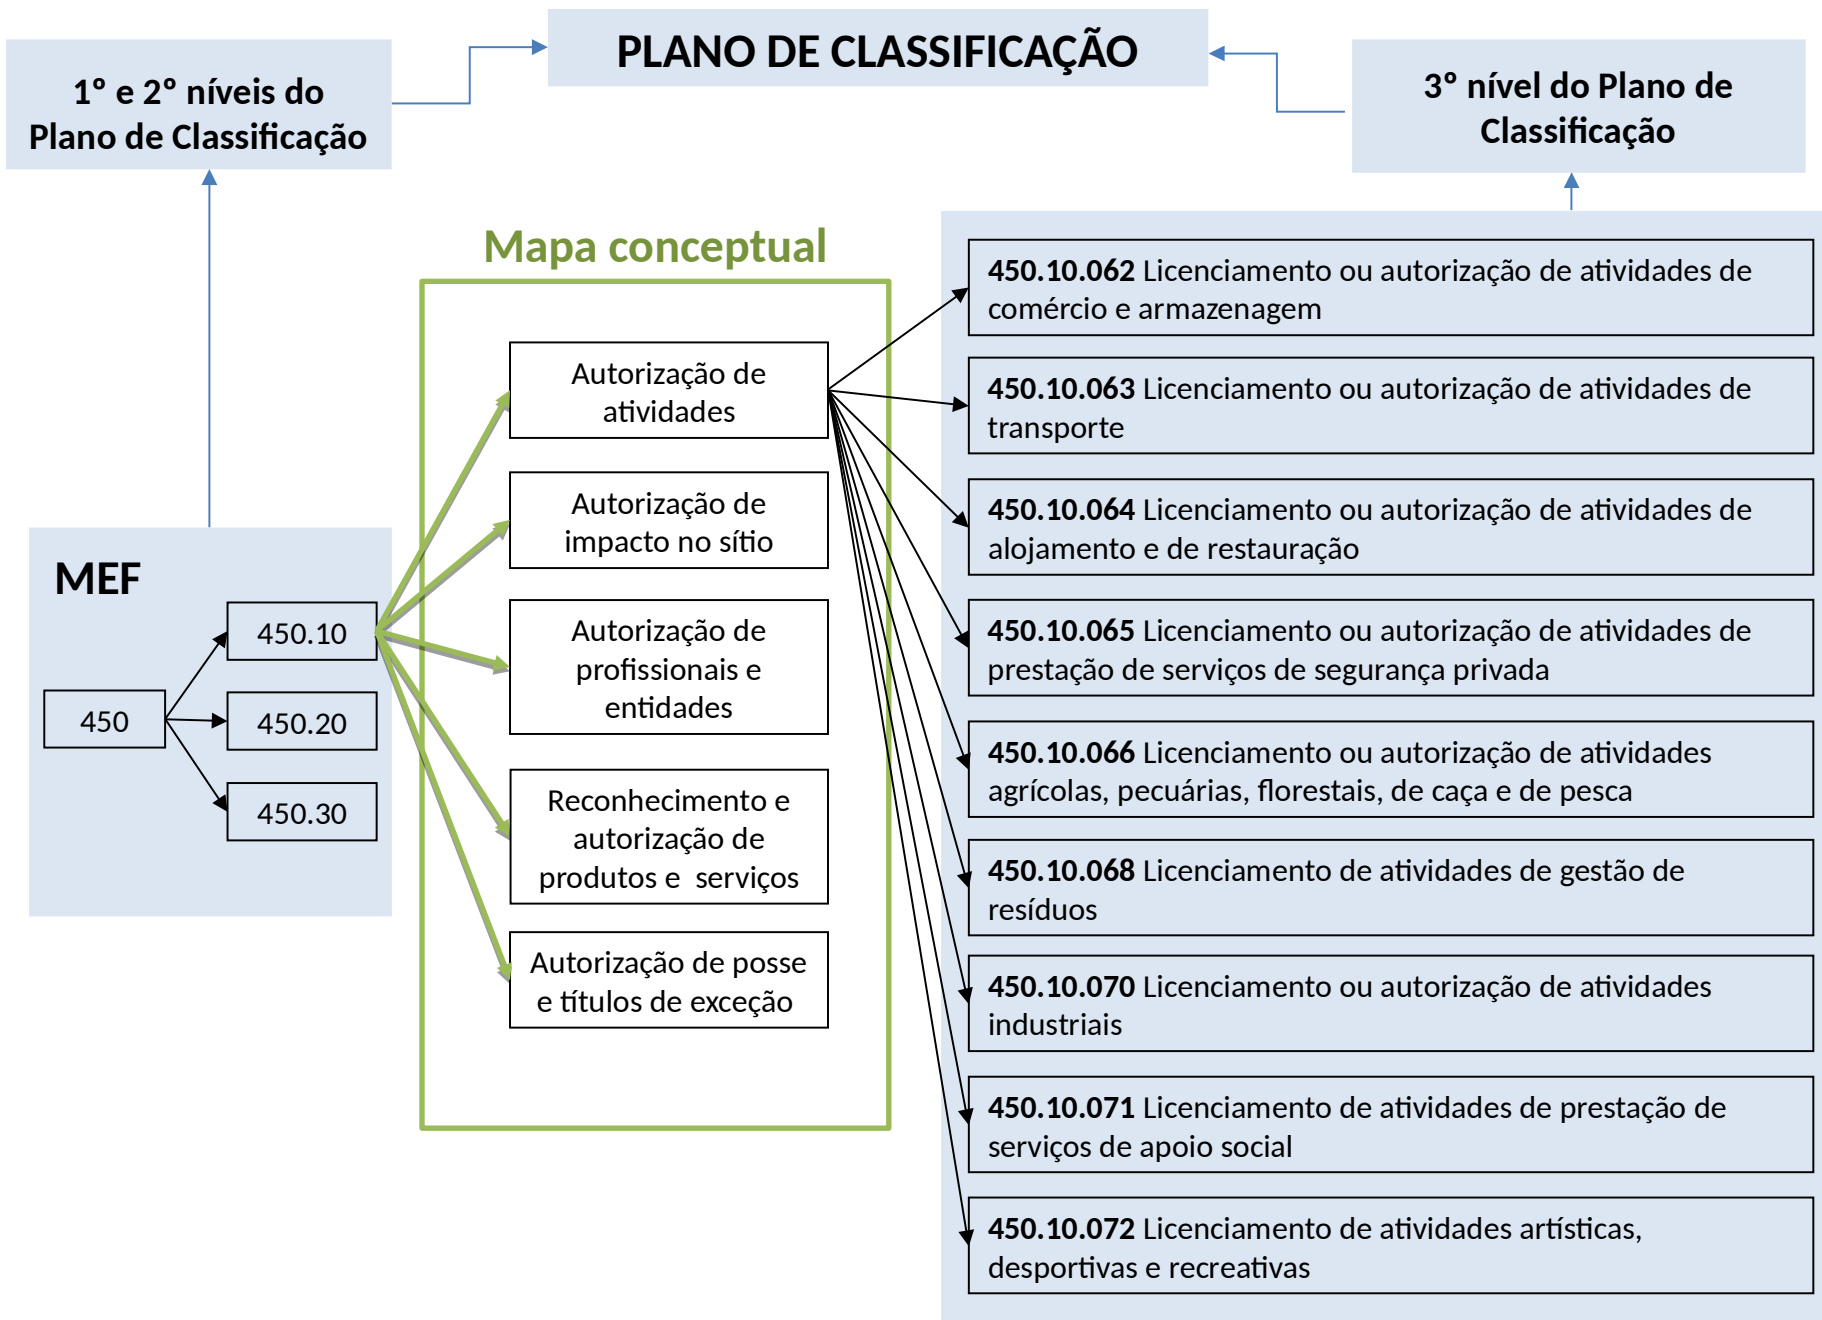 PLANO DE CLASSIFICAÇÃO
1º e 2º níveis do
Plano de Classificação
3º nível do Plano de
Classificação
Mapa conceptual
MEF
450
450.10
450.20
450.30
Autorização de
atividades
Autorização de
impacto no sítio
Autorização de
profissionais e
entidades
Reconhecimento e
autorização de
produtos e  serviços
Autorização de posse
e títulos de exceção
450.10.062 Licenciamento ou autorização de atividades de
comércio e armazenagem
450.10.063 Licenciamento ou autorização de atividades de
transporte
450.10.064 Licenciamento ou autorização de atividades de
alojamento e de restauração
450.10.065 Licenciamento ou autorização de atividades de
prestação de serviços de segurança privada
450.10.066 Licenciamento ou autorização de atividades
agrícolas, pecuárias, florestais, de caça e de pesca
450.10.068 Licenciamento de atividades de gestão de
resíduos
450.10.070 Licenciamento ou autorização de atividades
industriais
450.10.071 Licenciamento de atividades de prestação de
serviços de apoio social
450.10.072 Licenciamento de atividades artísticas,
desportivas e recreativas